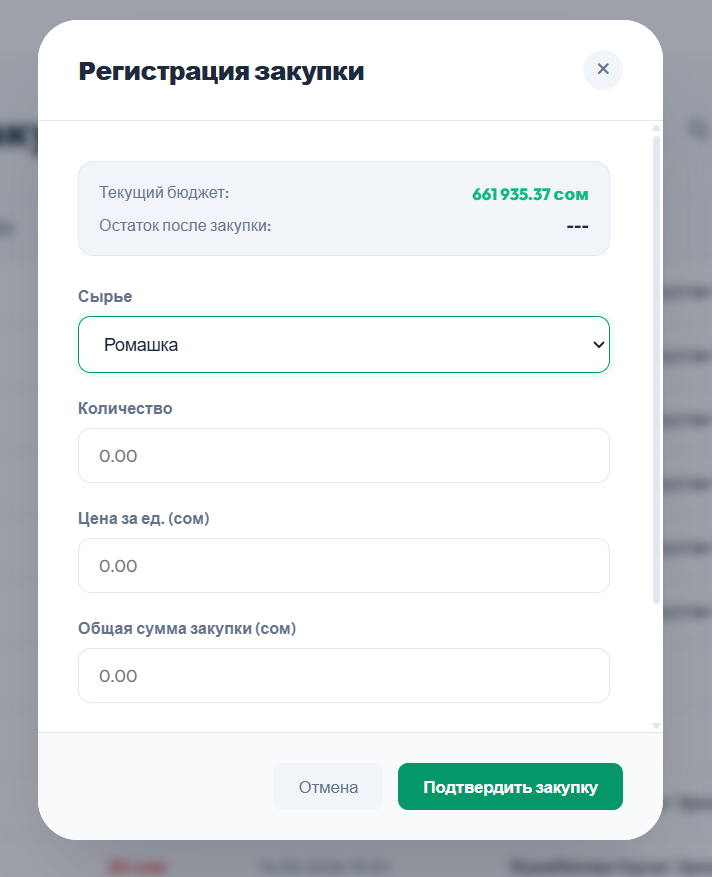 Регистрация закупки
×
Текущий бюджет: 661 935.37 сом
Остаток после закупки: ---
Сырье
Ромашка
Количество
0.00
Цена за ед. (сом)
0.00
Общая сумма закупки (сом)
0.00
Отмена Подтвердить закупку